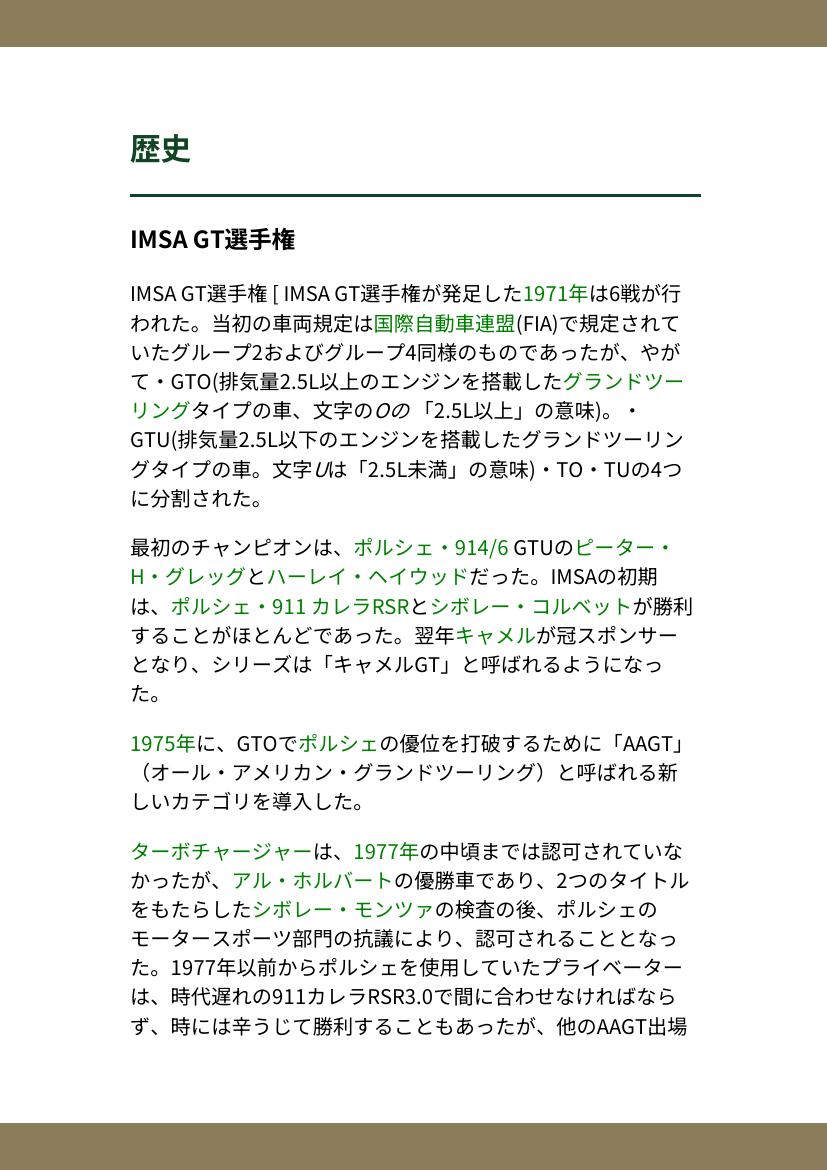 歴史
IMSA GT選手権
IMSA GT選手権 [ IMSA GT選手権が発足した1971年は6戦が行
われた。当初の車両規定は国際自動車連盟(FIA)で規定されて
いたグループ2およびグループ4同様のものであったが、やが
て・GTO(排気量2.5L以上のエンジンを搭載したグランドツー
リングタイプの車、文字のOの 「2.5L以上」の意味)。・
GTU(排気量2.5L以下のエンジンを搭載したグランドツーリン
グタイプの車。文字Uは「2.5L未満」の意味)・TO・TUの4つ
に分割された。
最初のチャンピオンは、ポルシェ・914/6 GTUのピーター・
H・グレッグとハーレイ・ヘイウッドだった。IMSAの初期
は、ポルシェ・911 カレラRSRとシボレー・コルベットが勝利
することがほとんどであった。翌年キャメルが冠スポンサー
となり、シリーズは「キャメルGT」と呼ばれるようになっ
た。
1975年に、GTOでポルシェの優位を打破するために「AAGT」
（オール・アメリカン・グランドツーリング）と呼ばれる新
しいカテゴリを導入した。
ターボチャージャーは、1977年の中頃までは認可されていな
かったが、アル・ホルバートの優勝車であり、2つのタイトル
をもたらしたシボレー・モンツァの検査の後、ポルシェの
モータースポーツ部門の抗議により、認可されることとなっ
た。1977年以前からポルシェを使用していたプライベーター
は、時代遅れの911カレラRSR3.0で間に合わせなければなら
ず、時には辛うじて勝利することもあったが、他のAAGT出場